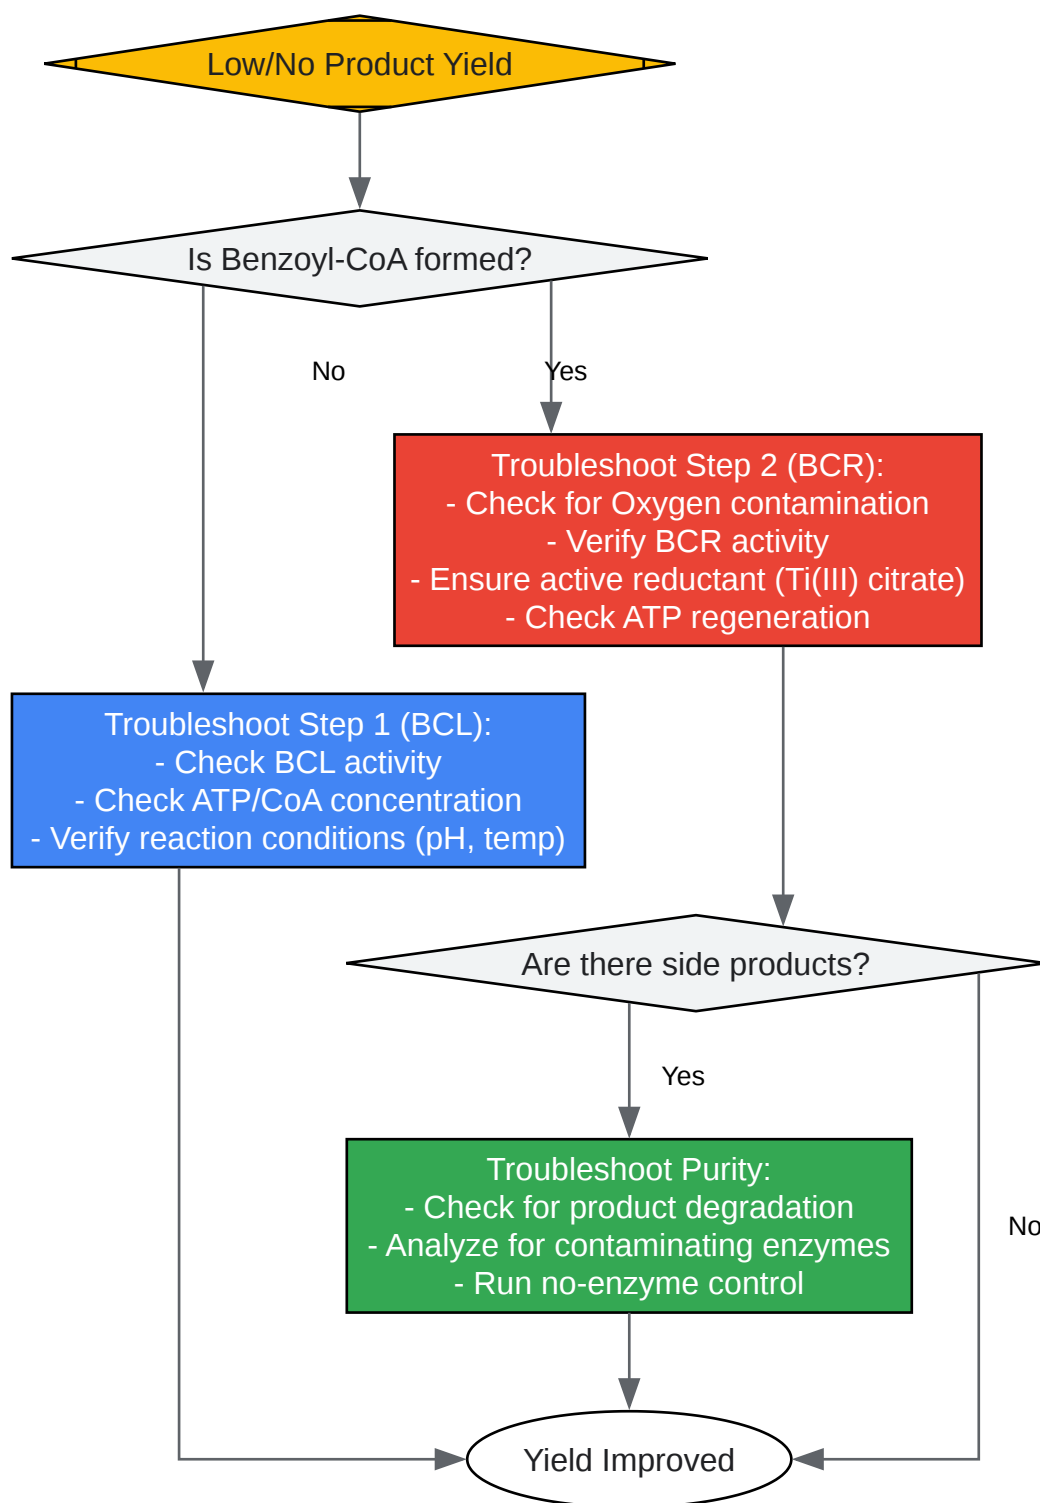 Low/No Product Yield
Is Benzoyl-CoA formed?
No
Yes
Troubleshoot Step 2 (BCR):
- Check for Oxygen contamination
- Verify BCR activity
- Ensure active reductant (Ti(III) citrate)
- Check ATP regeneration
Troubleshoot Step 1 (BCL):
- Check BCL activity
- Check ATP/CoA concentration
- Verify reaction conditions (pH, temp)
Are there side products?
Yes
Troubleshoot Purity:
- Check for product degradation
- Analyze for contaminating enzymes
- Run no-enzyme control
No
Yield Improved